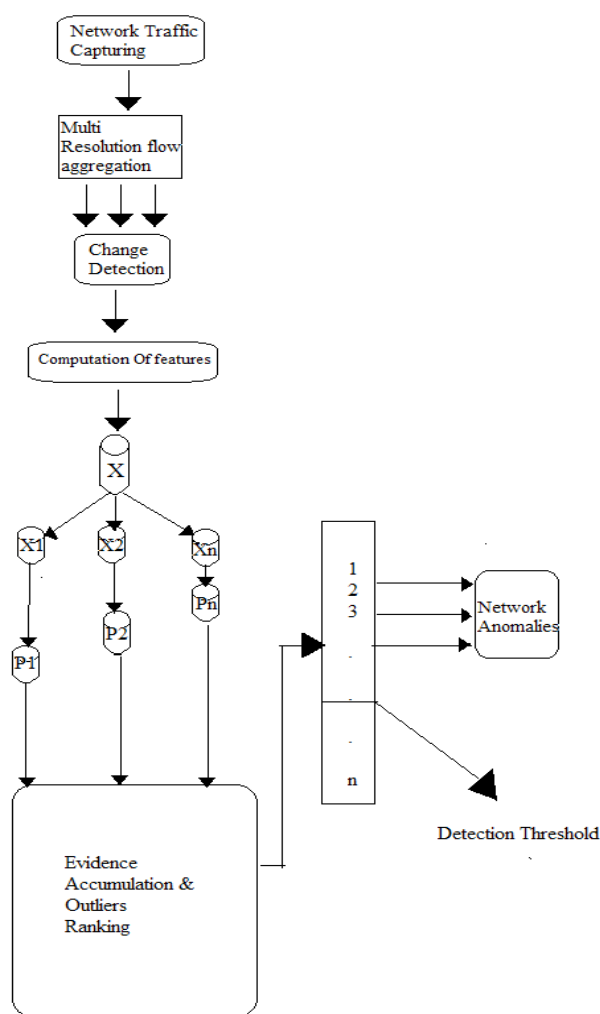 Network Traffic
Capturing
Multi
Resolution flow
aggregation
Change
Detection
Computation Of features
X
X1
X2
Xn
P1
P2
Pn
Evidence
Accumulation &
Outliers
Ranking
1
2
3
.
.
.
.
n
Network
Anomalies
Detection Threshold